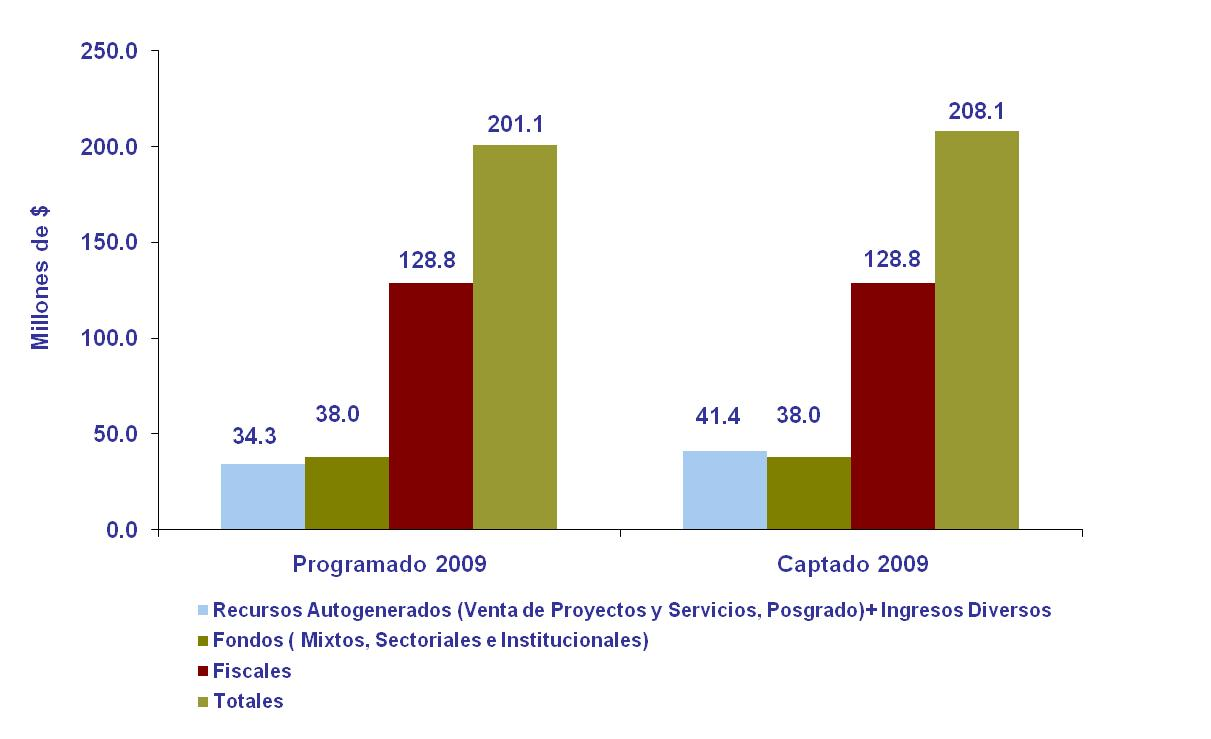 250.0
200.0
150.0
100.0
50.0
0.0
Millones de $
34.3
38.0
128.8
201.1
41.4
38.0
128.8
208.1
Programado 2009
Captado 2009
Recursos Autogenerados (Venta de Proyectos y Servicios, Posgrado)+ Ingresos Diversos
Fondos ( Mixtos, Sectoriales e Institucionales)
Fiscales
Totales